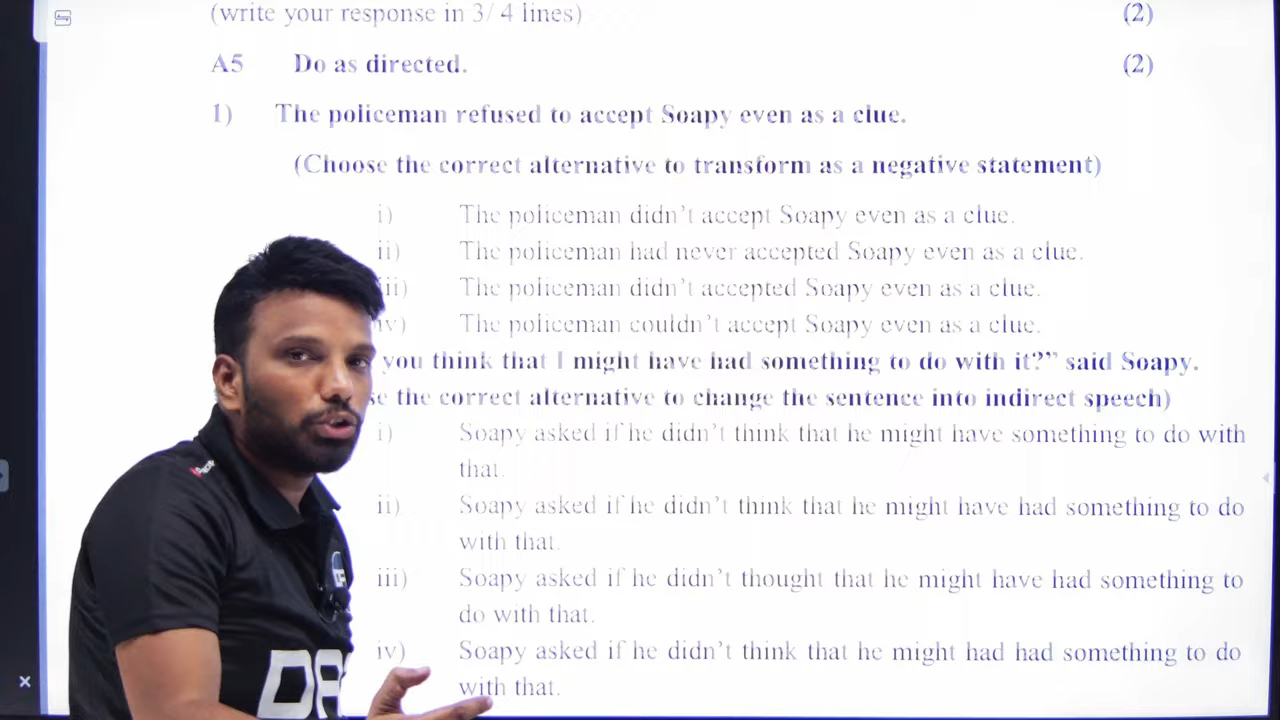 (write your response in 3/ 4 lines) (2)
A5 Do as directed. (2)
1) The policeman refused to accept Soapy even as a clue.
(Choose the correct alternative to transform as a negative statement)
i) The policeman didn't accept Soapy even as a clue.
ii) The policeman had never accepted Soapy even as a clue.
iii) The policeman didn't accepted Soapy even as a clue.
iv) The policeman couldn't accept Soapy even as a clue.
you think that I might have had something to do with it?” said Soapy.
the correct alternative to change the sentence into indirect speech)
i) Soapy asked if he didn't think that he might have something to do with
that.
ii) Soapy asked if he didn't think that he might have had something to do
with that.
iii) Soapy asked if he didn't thought that he might have had something to
do with that.
iv) Soapy asked if he didn't think that he might had had something to do
with that.